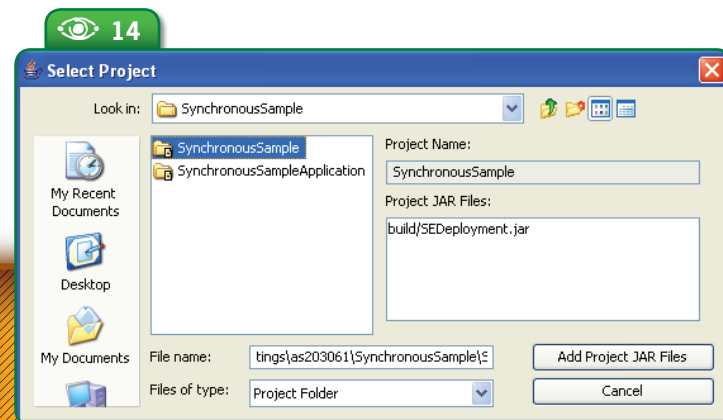 14
Select Project
Look in: SynchronousSample
My Recent Documents
Desktop
My Documents
SynchronousSample
SynchronousSampleApplication
Project Name:
SynchronousSample
Project JAR Files:
build/SEDeployment.jar
File name: tings\as203061\SynchronousSample\S
Add Project JAR Files
Files of type: Project Folder
Cancel